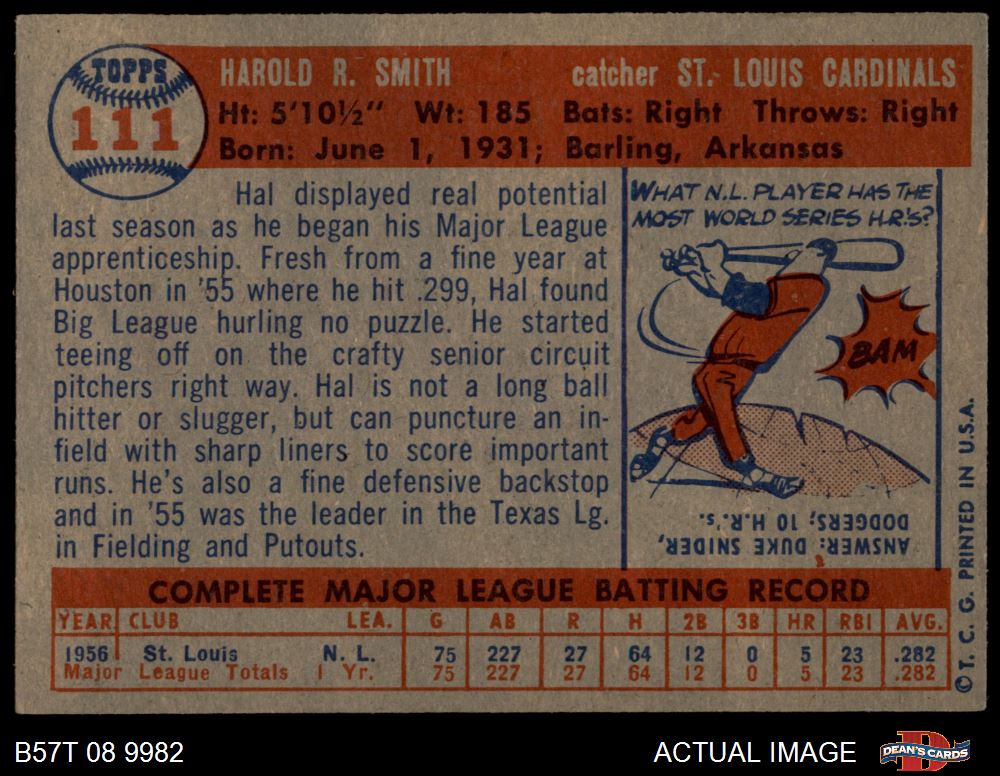 TOPPS
111
HAROLD R. SMITH catcher ST. LOUIS CARDINALS
Ht: 5'10½" Wt: 185 Bats: Right Throws: Right
Born: June 1, 1931; Barling, Arkansas
Hal displayed real potential
last season as he began his Major League
apprenticeship. Fresh from a fine year at
Houston in '55 where he hit .299, Hal found
Big League hurling no puzzle. He started
teeing off on the crafty senior circuit
pitchers right way. Hal is not a long ball
hitter or slugger, but can puncture an in-
field with sharp liners to score important
runs. He's also a fine defensive backstop
and in '55 was the leader in the Texas Lg.
in Fielding and Putouts.
WHAT N.L. PLAYER HAS THE
MOST WORLD SERIES H.R.'S?
BAM
ANSWER: DUKE SNIDER,
DODGERS; 10 H.R.'s.
COMPLETE MAJOR LEAGUE BATTING RECORD
YEAR CLUB LEA. G AB R H 2B 3B HR RBI AVG.
1956 St. Louis N. L. 75 227 27 64 12 0 5 23 .282
Major League Totals 1 Yr. 75 227 27 64 12 0 5 23 .282
© T. C. G. PRINTED IN U.S.A.
B57T 08 9982 ACTUAL IMAGE
D
DEAN'S CARDS